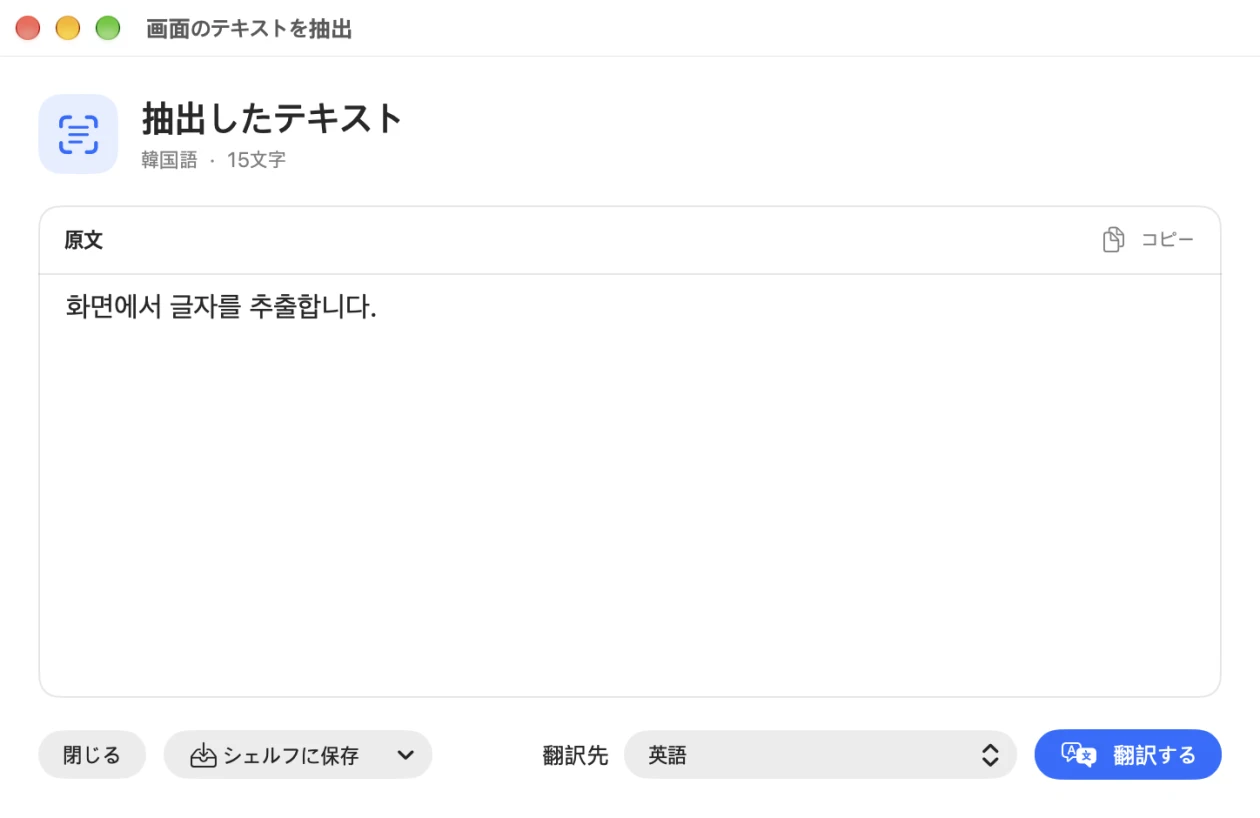 画面のテキストを抽出
抽出したテキスト
韓国語 · 15文字
原文
コピー
화면에서 글자를 추출합니다.
閉じる
シェルフに保存
翻訳先
英語
翻訳する